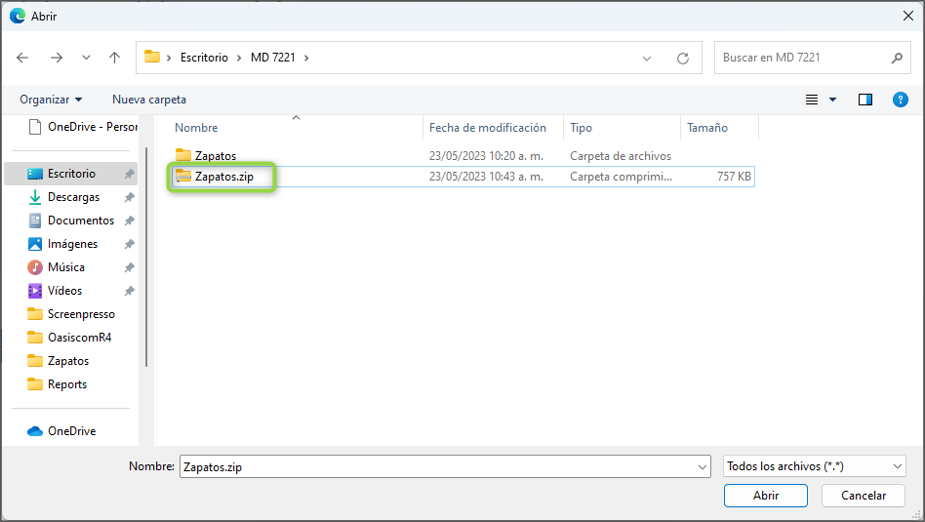 Abrir
Escritorio > MD 7221 >
Buscar en MD 7221
Organizar
Nueva carpeta
OneDrive - Persor
Nombre Fecha de modificación Tipo Tamaño
Zapatos 23/05/2023 10:20 a. m. Carpeta de archivos
Zapatos.zip 23/05/2023 10:43 a. m. Carpeta comprimi... 757 KB
Escritorio
Descargas
Documentos
Imágenes
Música
Vídeos
Screenpresso
OasiscomR4
Zapatos
Reports
OneDrive
Nombre: Zapatos.zip
Todos los archivos (*.*)
Abrir
Cancelar